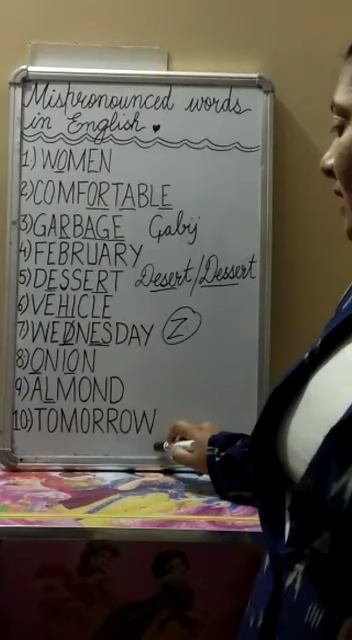 Mispronounced words
in English.
1) WOMEN
2) COMFORTABLE
3) GARBAGE Gabij
4) FEBRUARY
5) DESSERT Desert/Dessert
6) VEHICLE
7) WEDNESDAY Z
8) ONION
9) ALMOND
10) TOMORROW